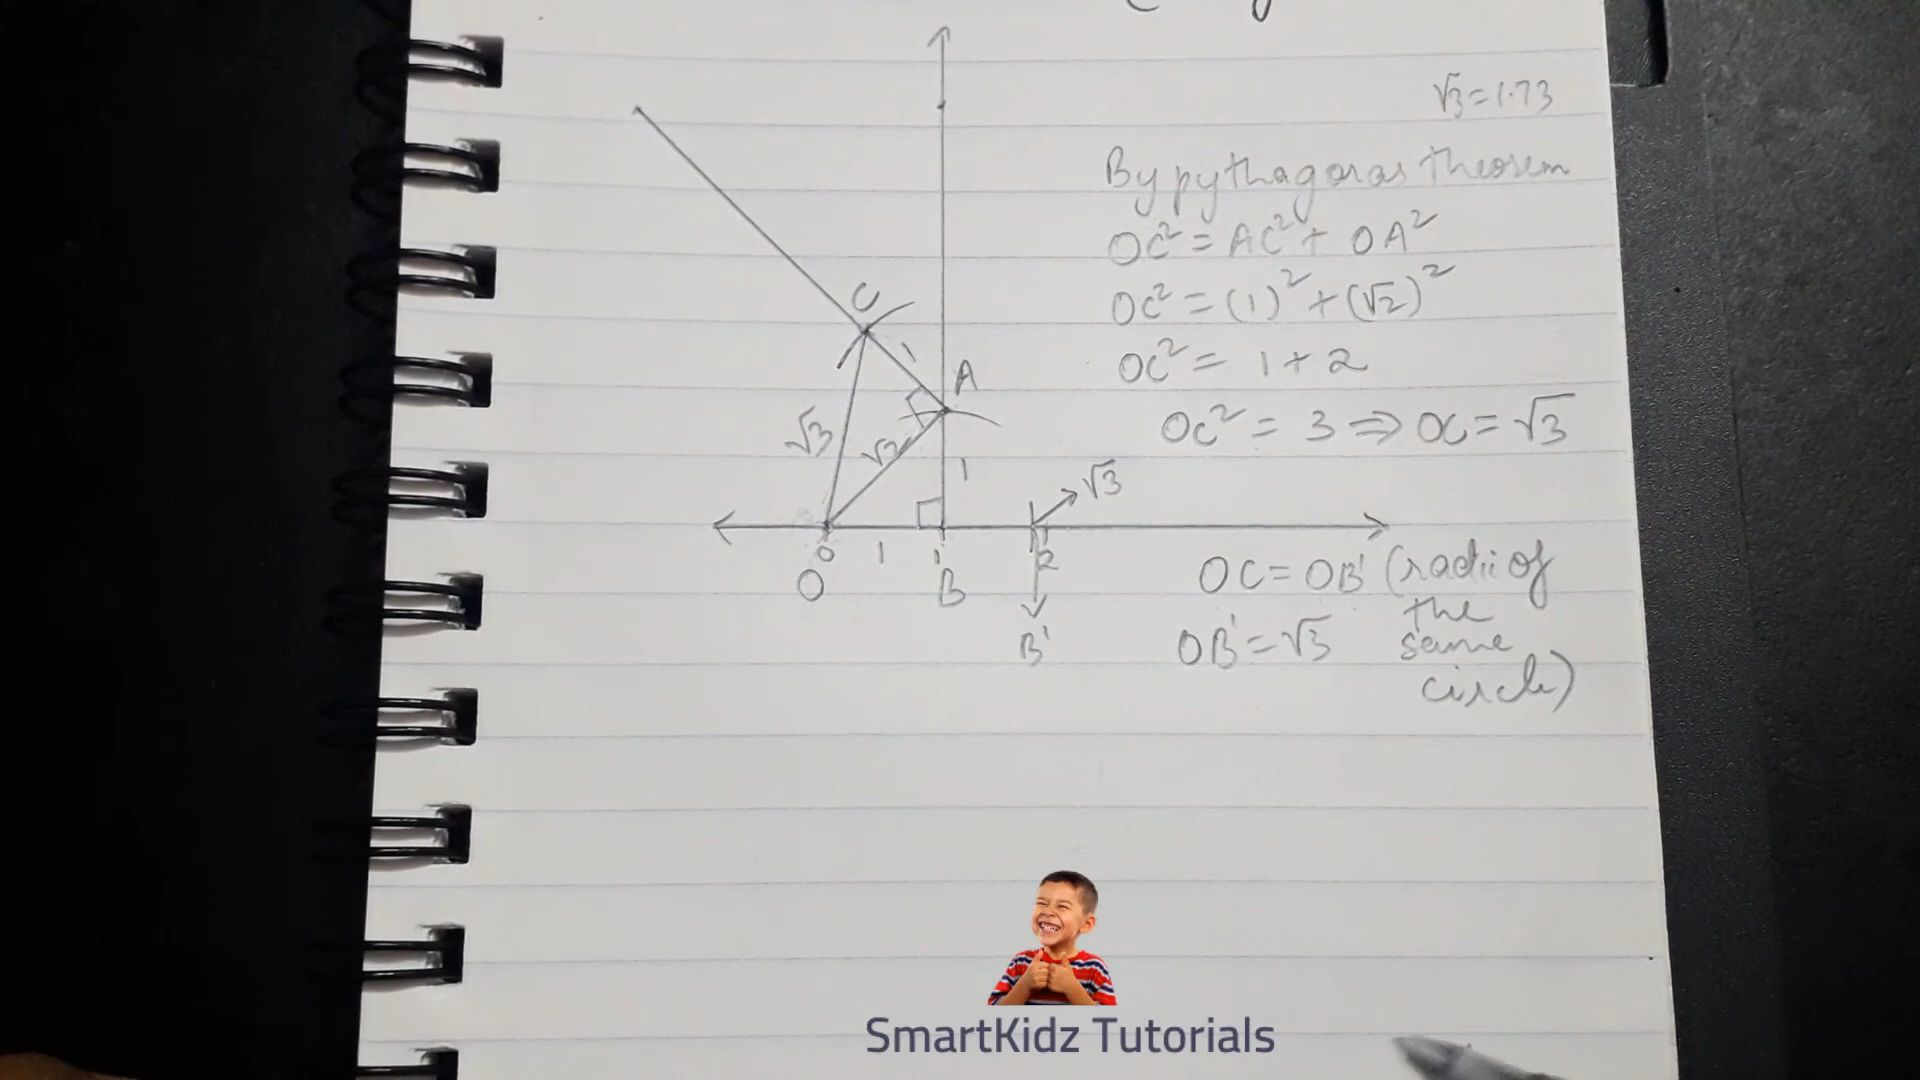 √3=1.73
By pythagoras theorem
OC² = AC² + OA²
OC² = (1)² + (√2)²
OC² = 1 + 2
OC² = 3 ⇒ OC = √3
C
1
A
√3
√2
1
√3
0 1 1 2
O B
B'
OC = OB' (radii of
the
OB' = √3 same
circle)
SmartKidz Tutorials